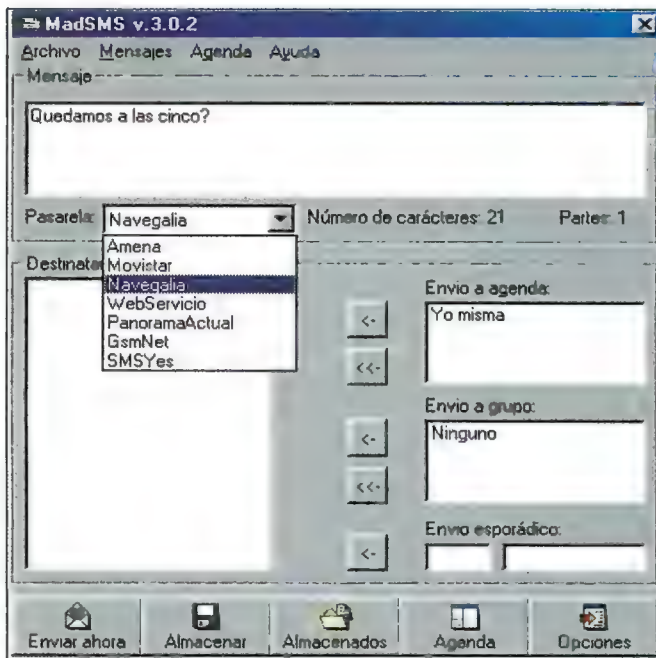 MadSMS v.3.0.2
Archivo Mensajes Agenda Ayuda
Mensaje
Quedamos a las cinco?
Pasarela: Navegalia Número de carácteres: 21 Partes: 1
Amena
Movistar
Navegalia
WebServicio
PanoramaActual
GsmNet
SMSYes
Envio a agenda:
Yo misma
<-
<<-
Envio a grupo:
Ninguno
<-
<<-
Envio esporádico:
<-
Enviar ahora Almacenar Almacenados Agenda Opciones